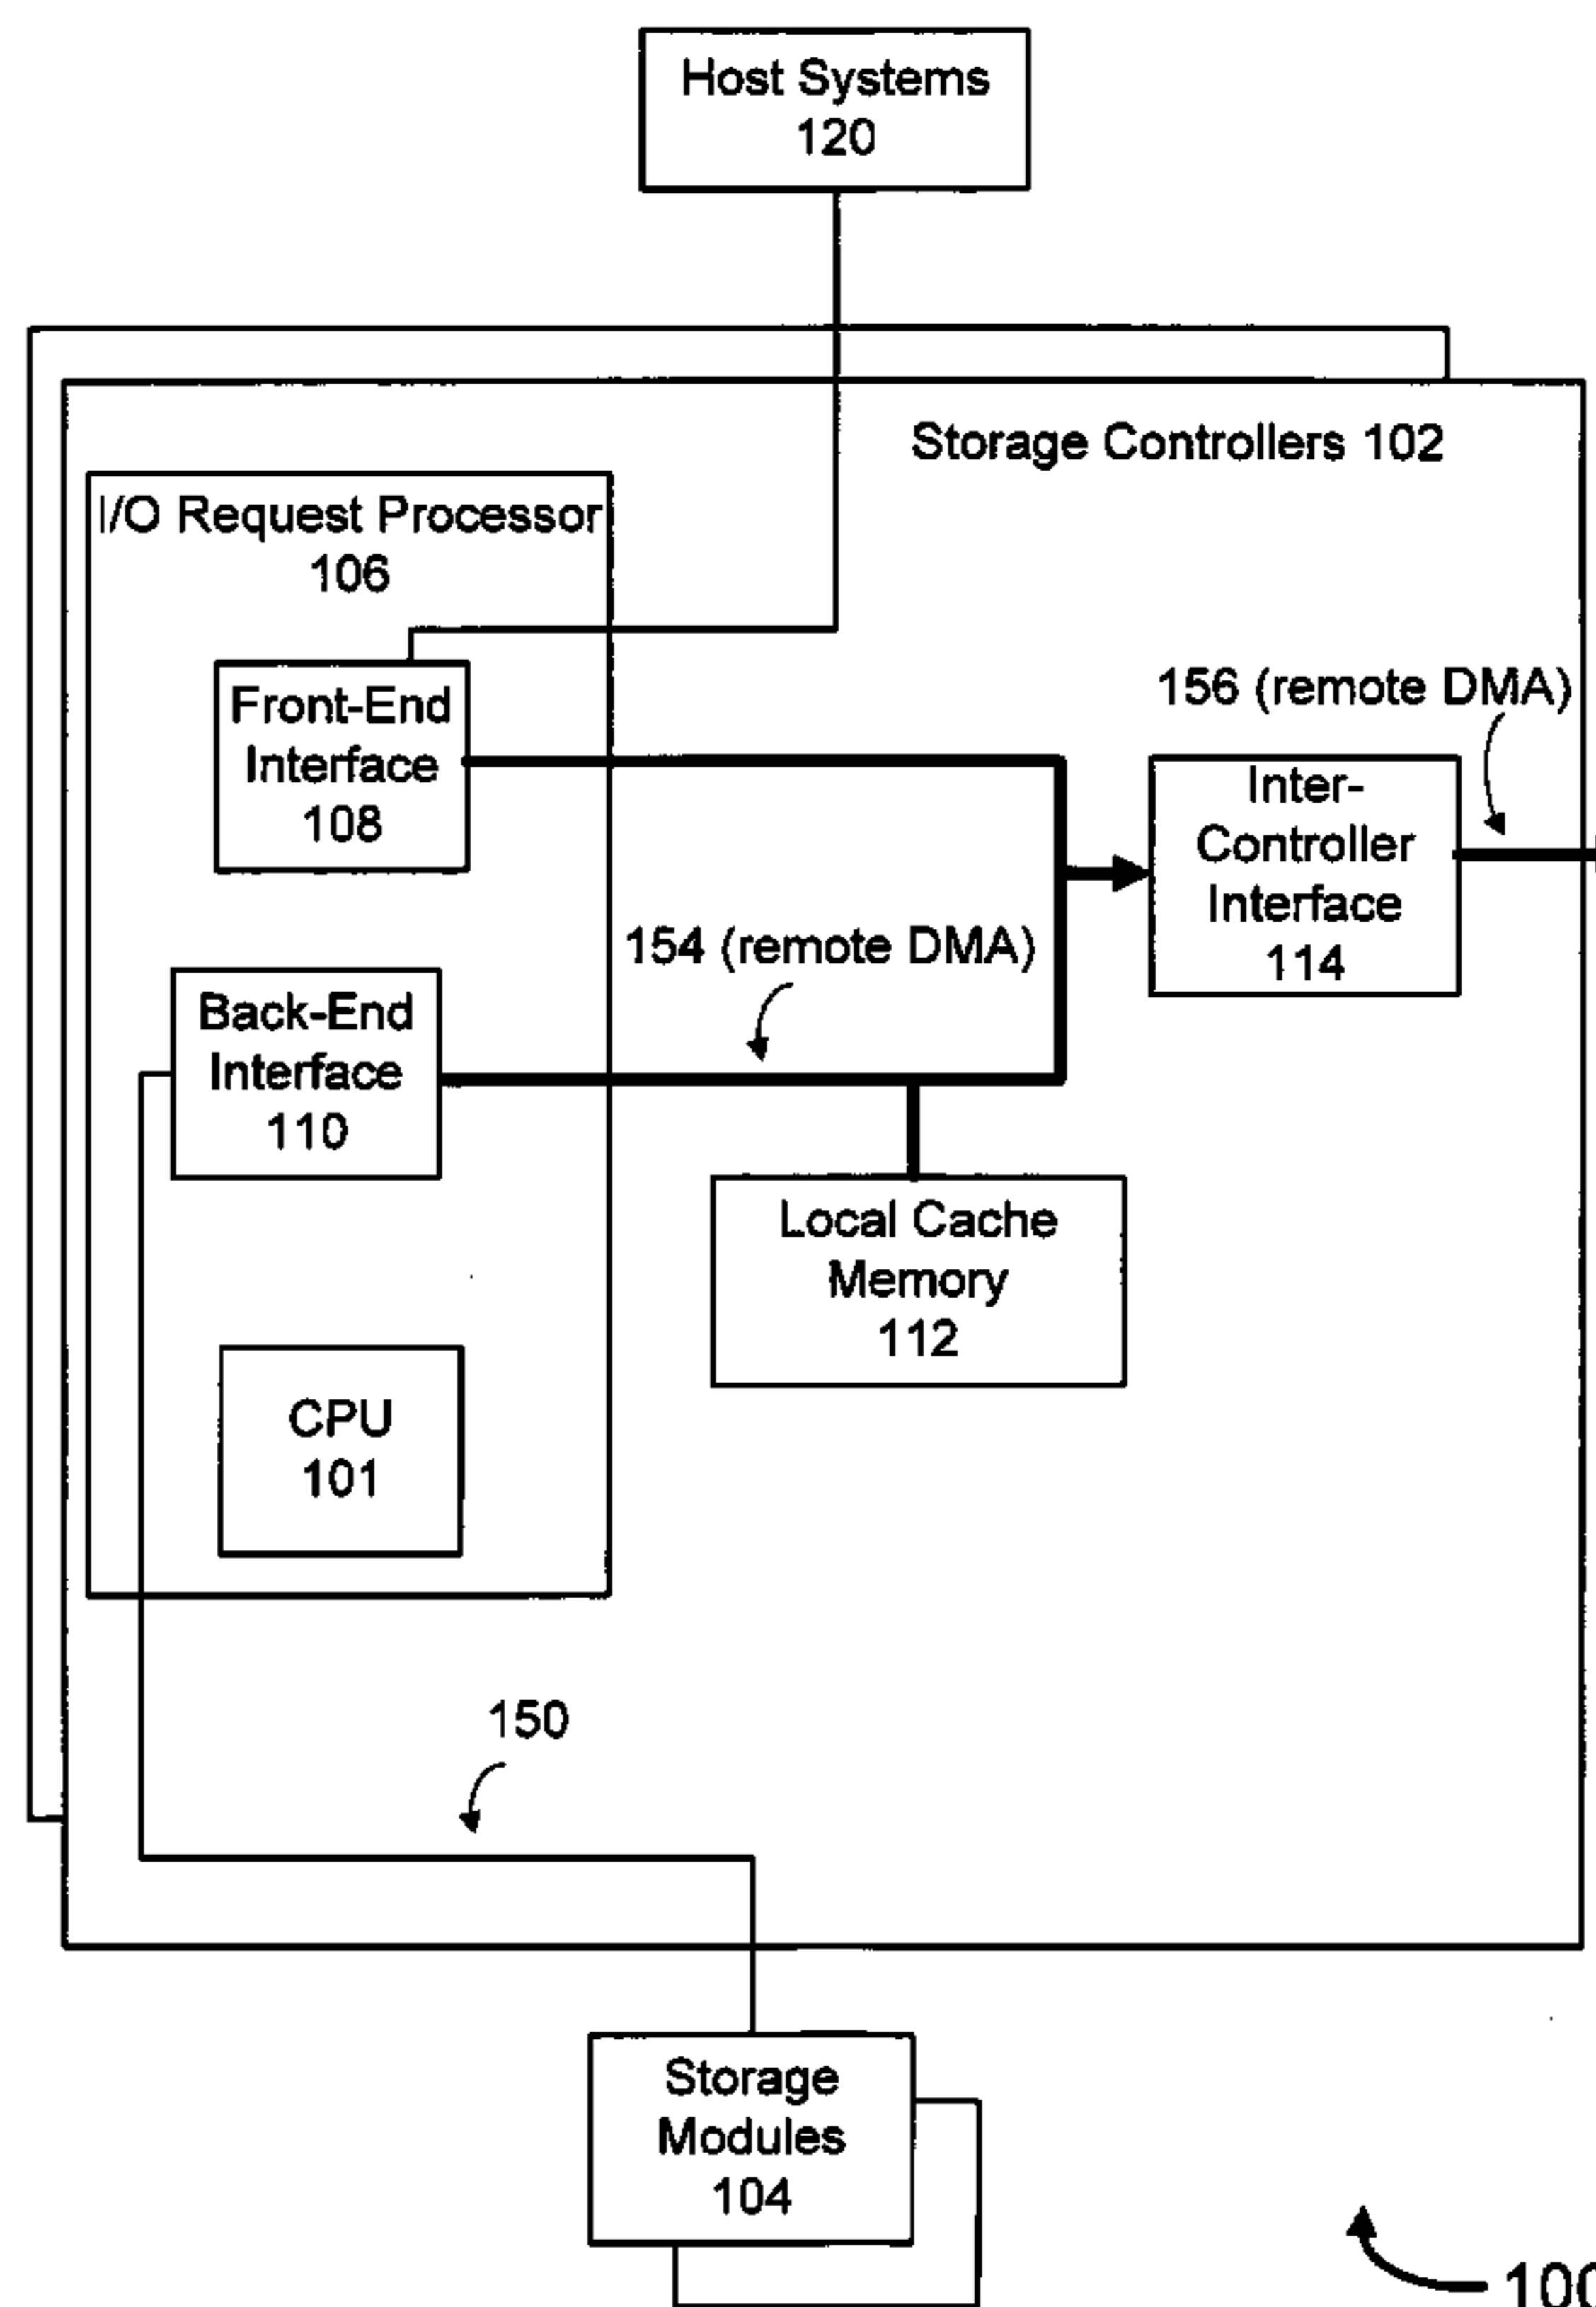 Host Systems
120
Storage Controllers 102
I/O Request Processor
106
Front-End
Interface
108
156 (remote DMA)
Inter-
Controller
Interface
114
154 (remote DMA)
Back-End
Interface
110
Local Cache
Memory
112
CPU
101
150
Storage
Modules
104
100